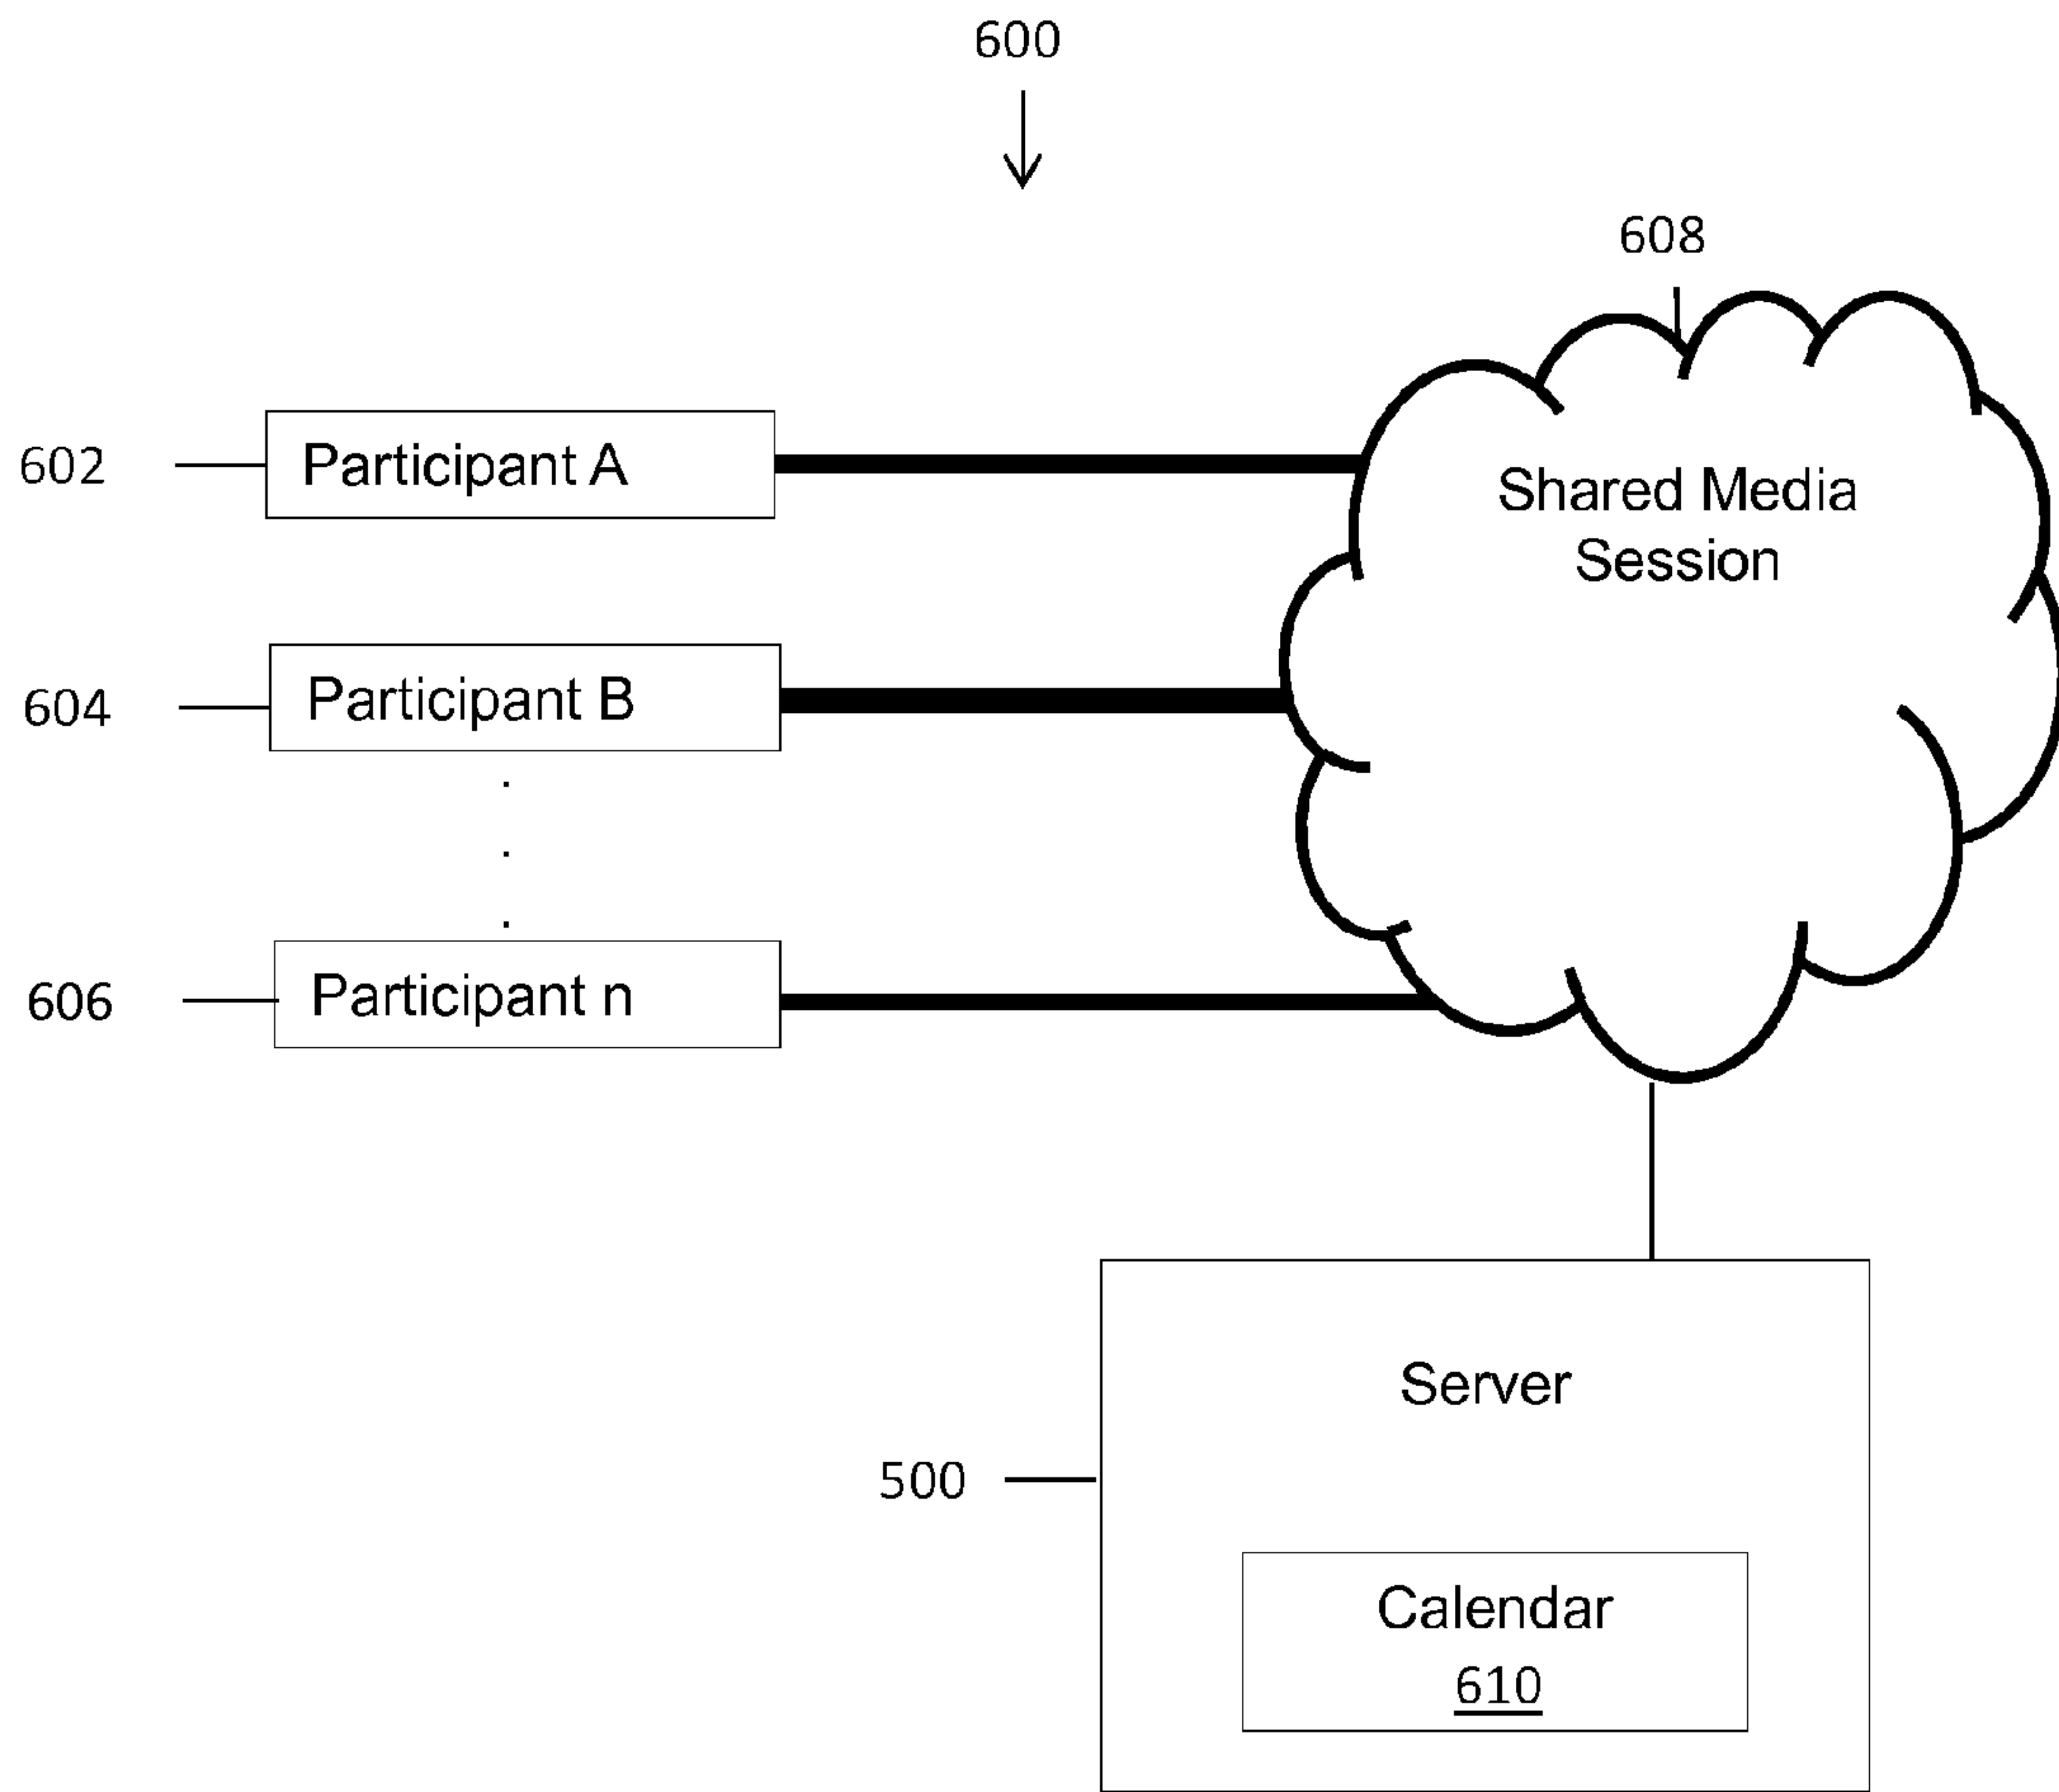 600
608
602
Participant A
Shared Media
Session
604
Participant B
606
Participant n
Server
500
Calendar
610